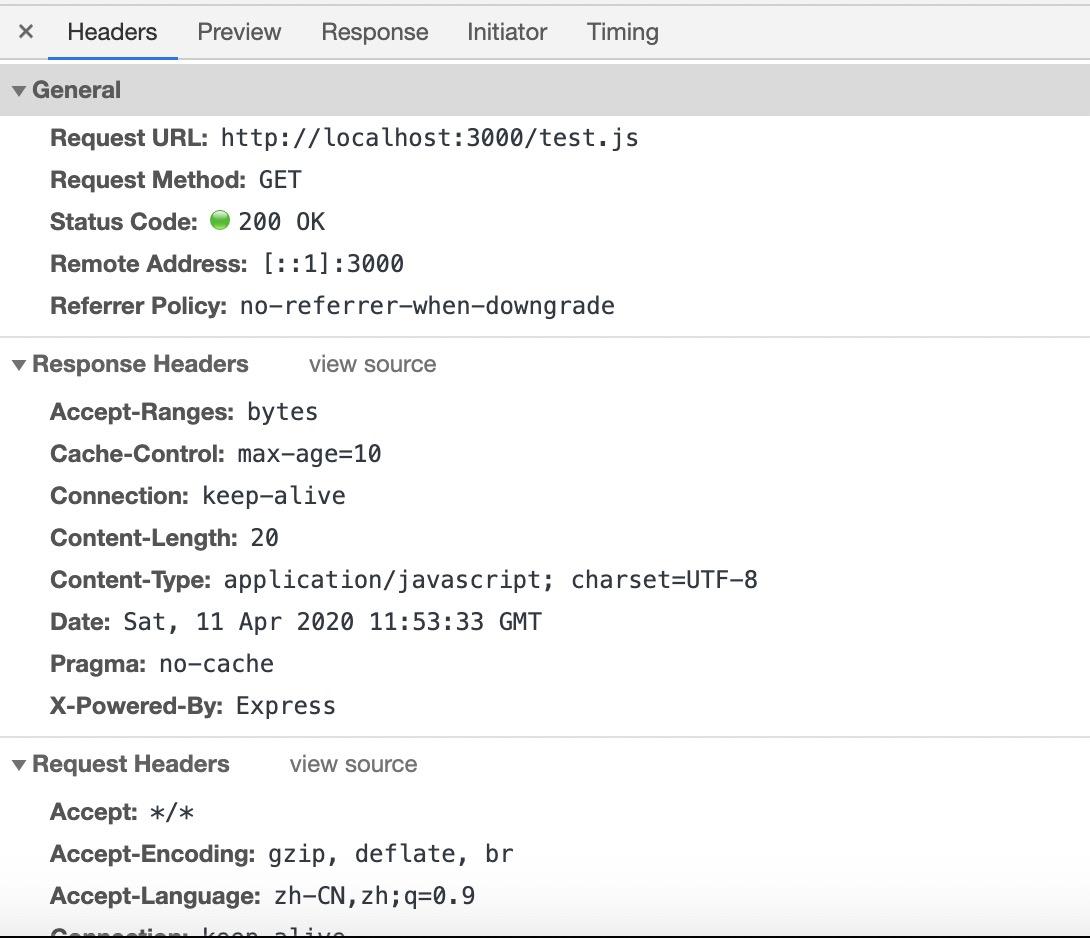 × Headers Preview Response Initiator Timing
▼ General
Request URL: http://localhost:3000/test.js
Request Method: GET
Status Code: 200 OK
Remote Address: [::1]:3000
Referrer Policy: no-referrer-when-downgrade
▼ Response Headers view source
Accept-Ranges: bytes
Cache-Control: max-age=10
Connection: keep-alive
Content-Length: 20
Content-Type: application/javascript; charset=UTF-8
Date: Sat, 11 Apr 2020 11:53:33 GMT
Pragma: no-cache
X-Powered-By: Express
▼ Request Headers view source
Accept: */*
Accept-Encoding: gzip, deflate, br
Accept-Language: zh-CN,zh;q=0.9
Connection: keep-alive